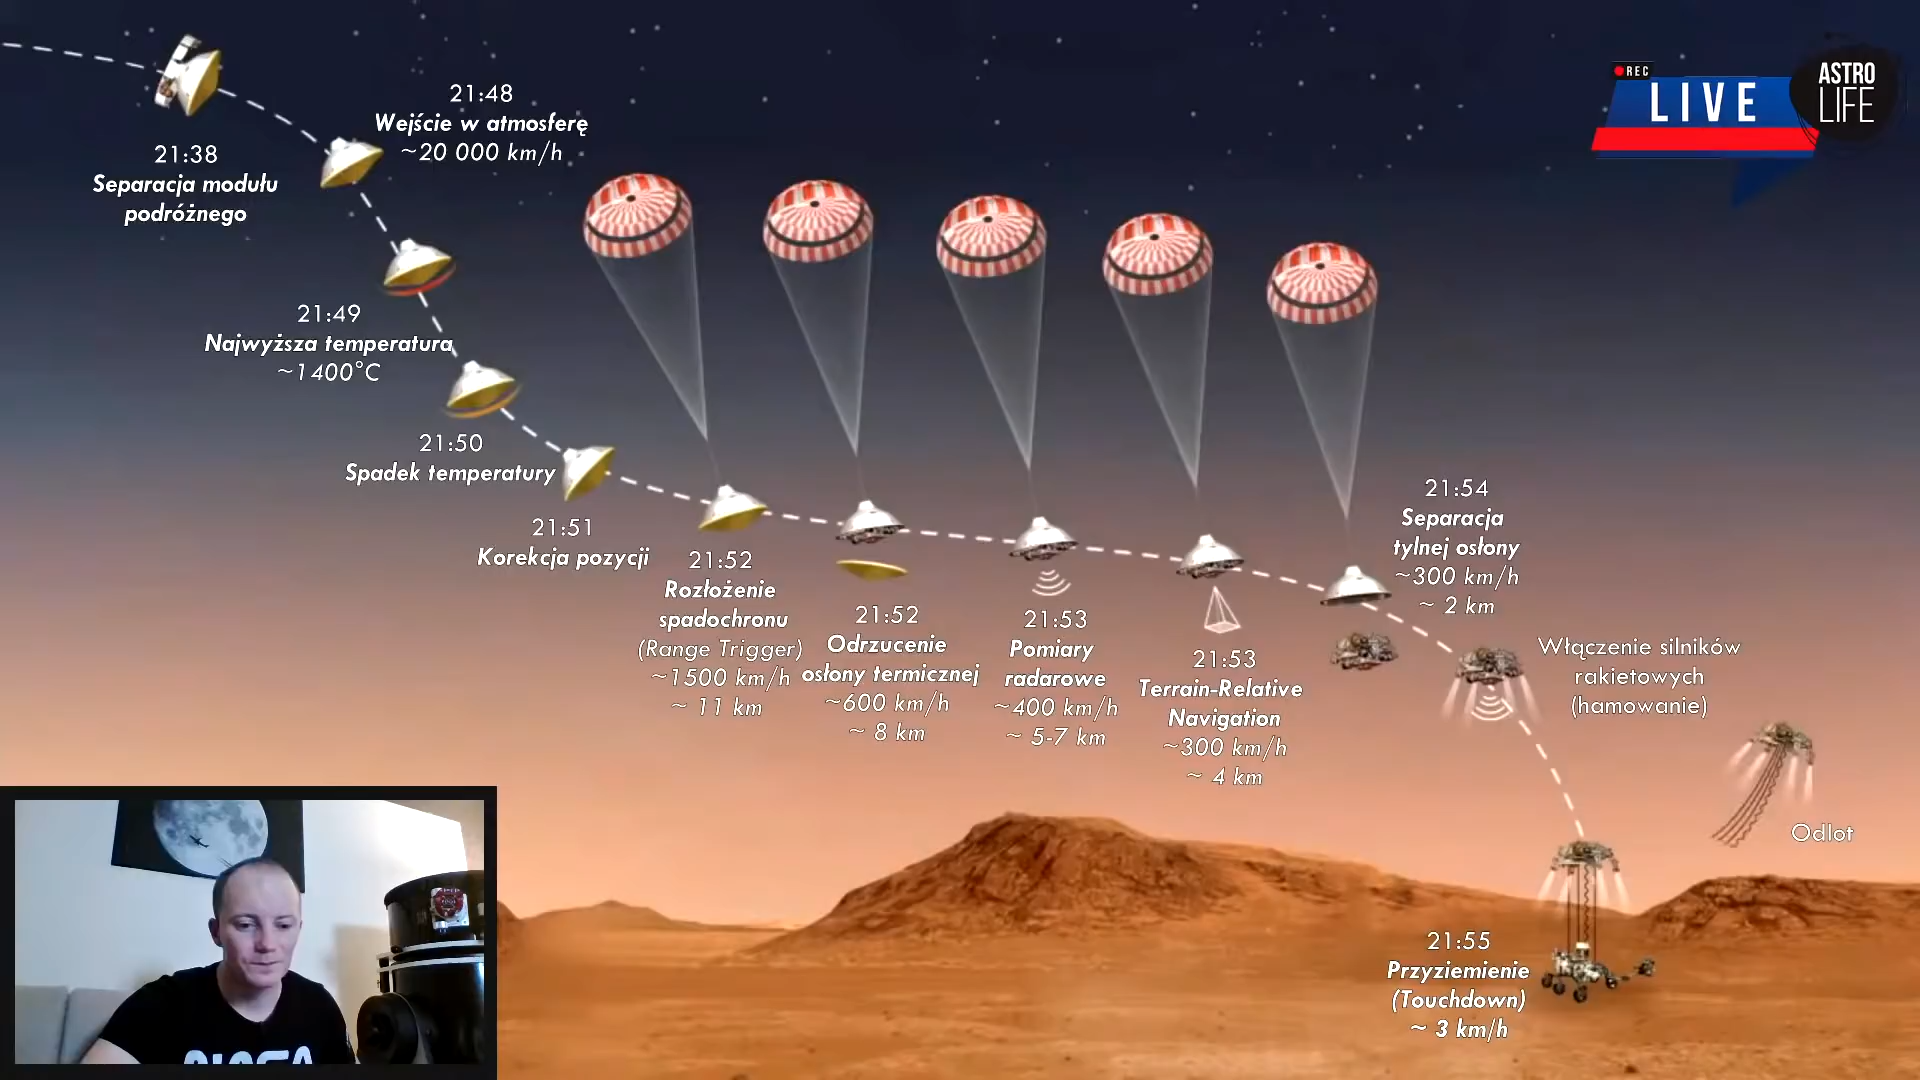 REC
LIVE
ASTRO
LIFE
21:38
Separacja modułu
podróżnego
21:48
Wejście w atmosferę
~20 000 km/h
21:49
Najwyższa temperatura
~1400°C
21:50
Spadek temperatury
21:51
Korekcja pozycji
21:52
Rozłożenie
spadochronu
(Range Trigger)
~1500 km/h
~ 11 km
21:52
Odrzucenie
osłony termicznej
~600 km/h
~ 8 km
21:53
Pomiary
radarowe
~400 km/h
~ 5-7 km
21:53
Terrain-Relative
Navigation
~300 km/h
~ 4 km
21:54
Separacja
tylnej osłony
~300 km/h
~ 2 km
Włączenie silników
rakietowych
(hamowanie)
Odlot
21:55
Przyziemienie
(Touchdown)
~ 3 km/h